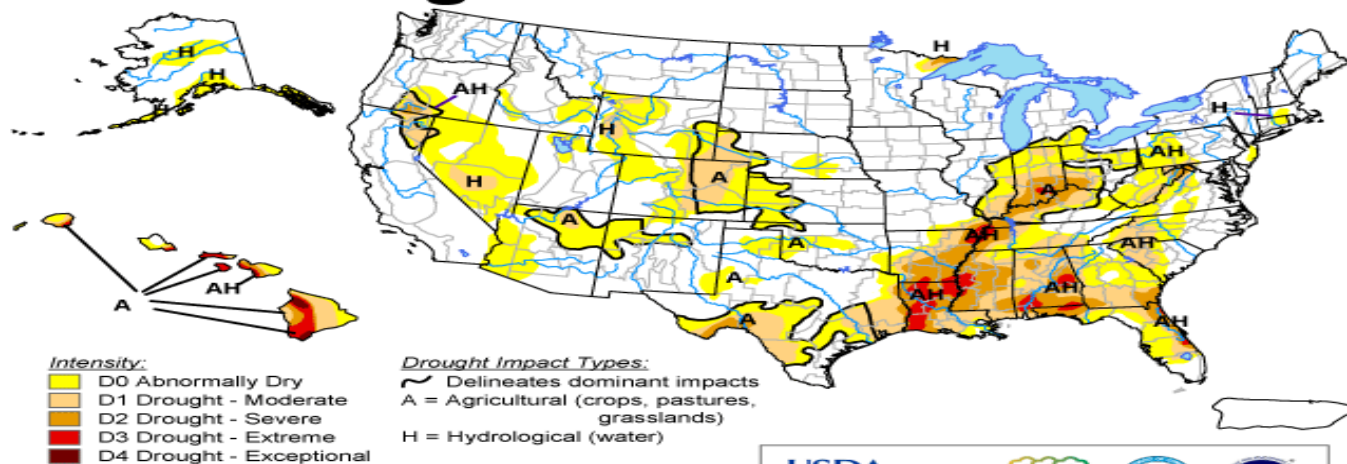 H
H
H
AH
H
H
AH
H
A
A
A
AH
AH
A
A
AH
AH
A
AH
A
AH
Intensity:
D0 Abnormally Dry
D1 Drought - Moderate
D2 Drought - Severe
D3 Drought - Extreme
D4 Drought - Exceptional
Drought Impact Types:
Delineates dominant impacts
A = Agricultural (crops, pastures,
grasslands)
H = Hydrological (water)
USDA